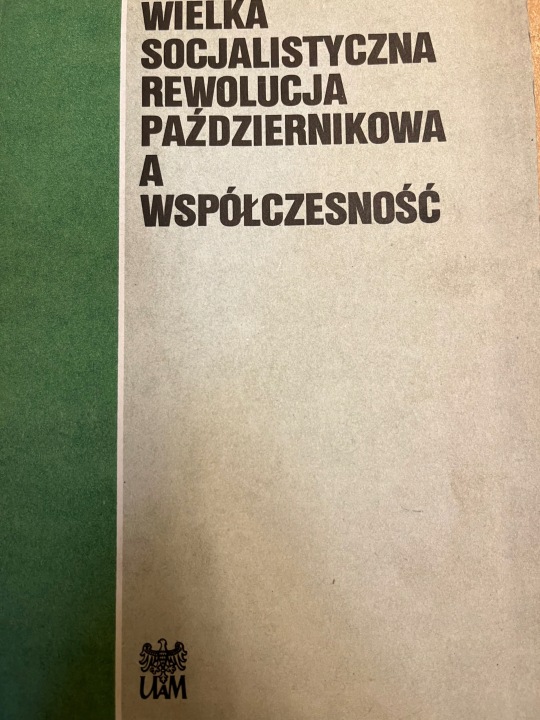 WIELKA
SOCJALISTYCZNA
REWOLUCJA
PAŹDZIERNIKOWA
A
WSPÓŁCZESNOŚĆ
UAM